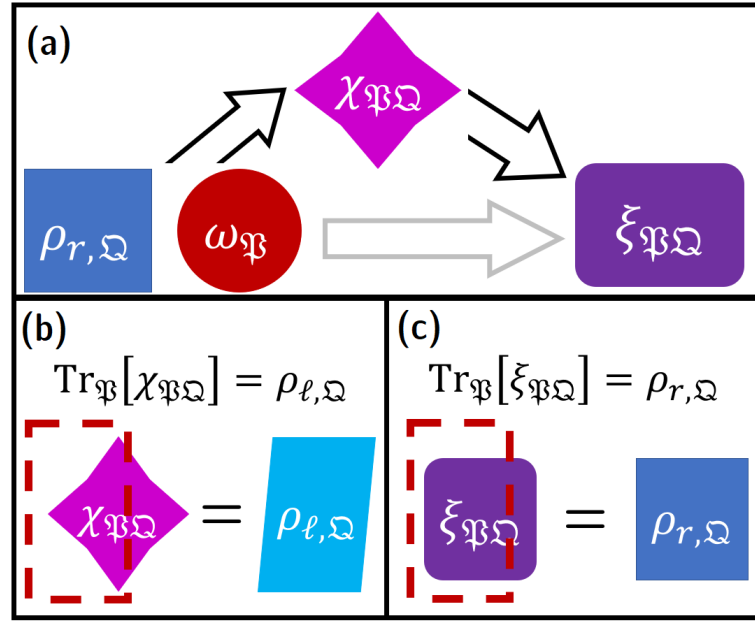 (a)
χ𝔓𝔔
ρr,𝔔
ω𝔓
ξ𝔓𝔔
(b)
Tr𝔓[χ𝔓𝔔] = ρℓ,𝔔
χ𝔓𝔔 = ρℓ,𝔔
(c)
Tr𝔓[ξ𝔓𝔔] = ρr,𝔔
ξ𝔓𝔔 = ρr,𝔔